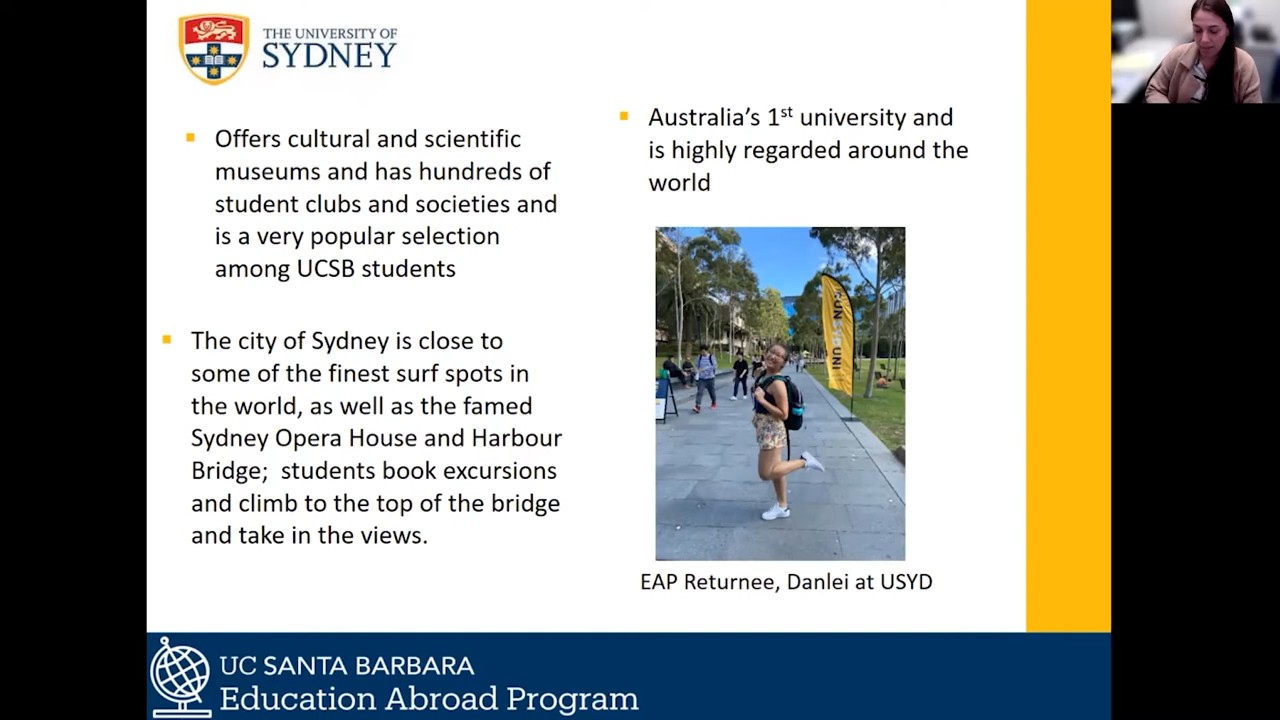 THE UNIVERSITY OF
SYDNEY
Offers cultural and scientific
museums and has hundreds of
student clubs and societies and
is a very popular selection
among UCSB students
The city of Sydney is close to
some of the finest surf spots in
the world, as well as the famed
Sydney Opera House and Harbour
Bridge;  students book excursions
and climb to the top of the bridge
and take in the views.
Australia’s 1st university and
is highly regarded around the
world
EAP Returnee, Danlei at USYD
UC SANTA BARBARA
Education Abroad Program